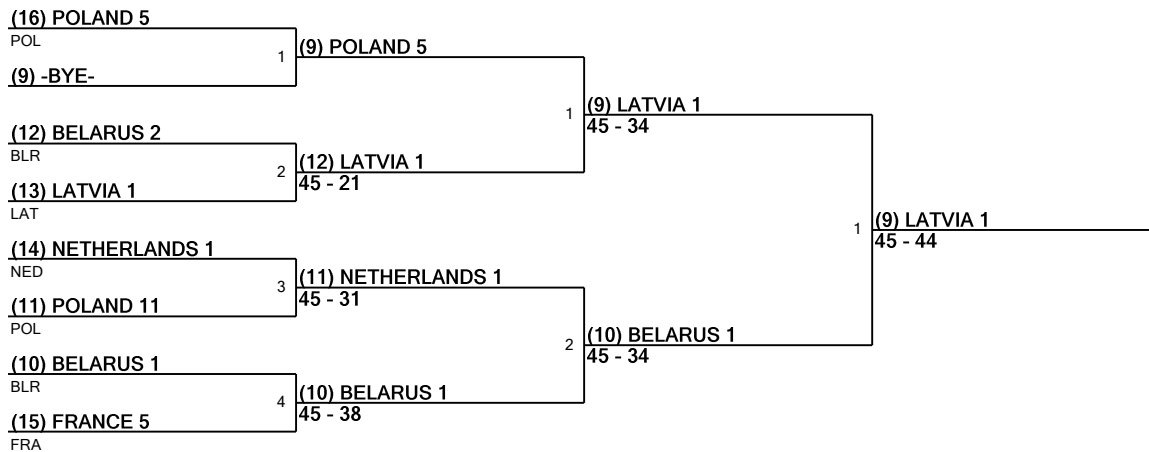 (16) POLAND 5
POL
(9) -BYE-
(12) BELARUS 2
BLR
(13) LATVIA 1
LAT
(14) NETHERLANDS 1
NED
(11) POLAND 11
POL
(10) BELARUS 1
BLR
(15) FRANCE 5
FRA
1
(9) POLAND 5
2
(12) LATVIA 1
45 - 21
3
(11) NETHERLANDS 1
45 - 31
4
(10) BELARUS 1
45 - 38
1
(9) LATVIA 1
45 - 34
2
(10) BELARUS 1
45 - 34
1
(9) LATVIA 1
45 - 44